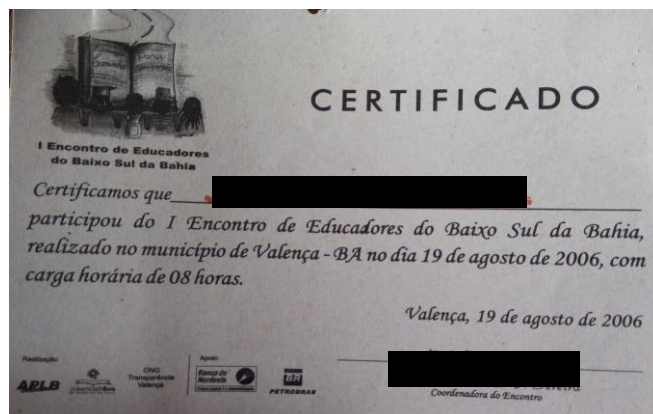 CERTIFICADO
I Encontro de Educadores
do Baixo Sul da Bahia
Certificamos que
participou do I Encontro de Educadores do Baixo Sul da Bahia,
realizado no município de Valença - BA no dia 19 de agosto de 2006, com
carga horária de 08 horas.
Valença, 19 de agosto de 2006
Coordenadora do Encontro
Realização
APLB
ONG
Transparência
Valença
Apoio
Banco do
Nordeste
BR
PETROBRAS